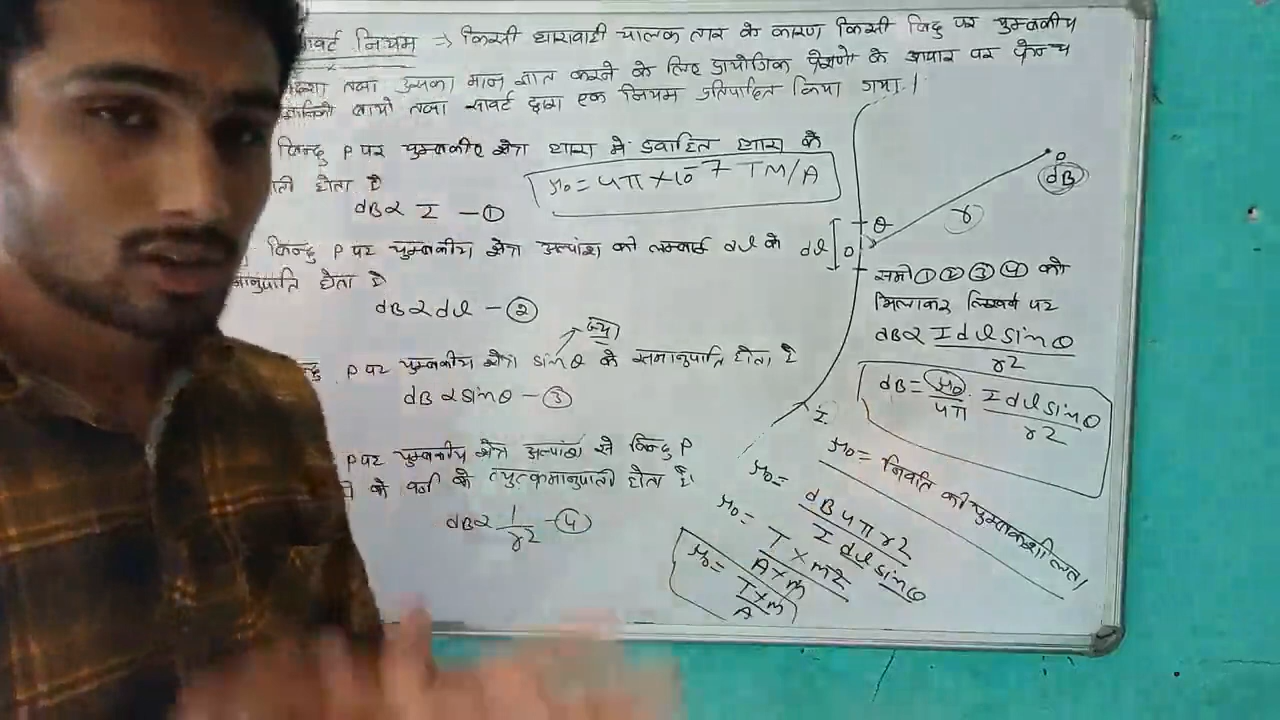 नियम → किसी धारावाही चालक तार के कारण किसी बिंदु पर चुम्बकीय
तथा उसका मान ज्ञात करने के लिए प्रायोगिक प्रेक्षणों के आधार पर फ्रेन्च
तथा सावर्ट द्वारा एक नियम प्रतिपादित किया गया।
बिन्दु P पर चुम्बकीय क्षेत्र धारा में प्रवाहित धारा के
होता है
dB ∝ I — ①
μ₀ = 4π × 10⁻⁷ TM/A
बिन्दु P पर चुम्बकीय क्षेत्र अल्पांश की लम्बाई dl के
होता है
dB ∝ dl — ②
P पर चुम्बकीय क्षेत्र sinθ के समानुपाति होता है
dB ∝ sinθ — ③
P पर चुम्बकीय क्षेत्र अल्पांश से बिन्दु P
के वर्ग के व्युत्क्रमानुपाती होता है
dB ∝ 1/r2 — ④
dB
r
θ
dl
I
समी ① ② ③ ④ को
मिलाकर लिखने पर
dB ∝ I dl sinθ / r2
dB = μ₀/4π · I dl sinθ / r2
μ₀ = निर्वात की चुम्बकशीलता
μ₀ = dB 4π r2 / I dl sinθ
μ₀ = T × m2 / A × m
μ₀ = T × m / A